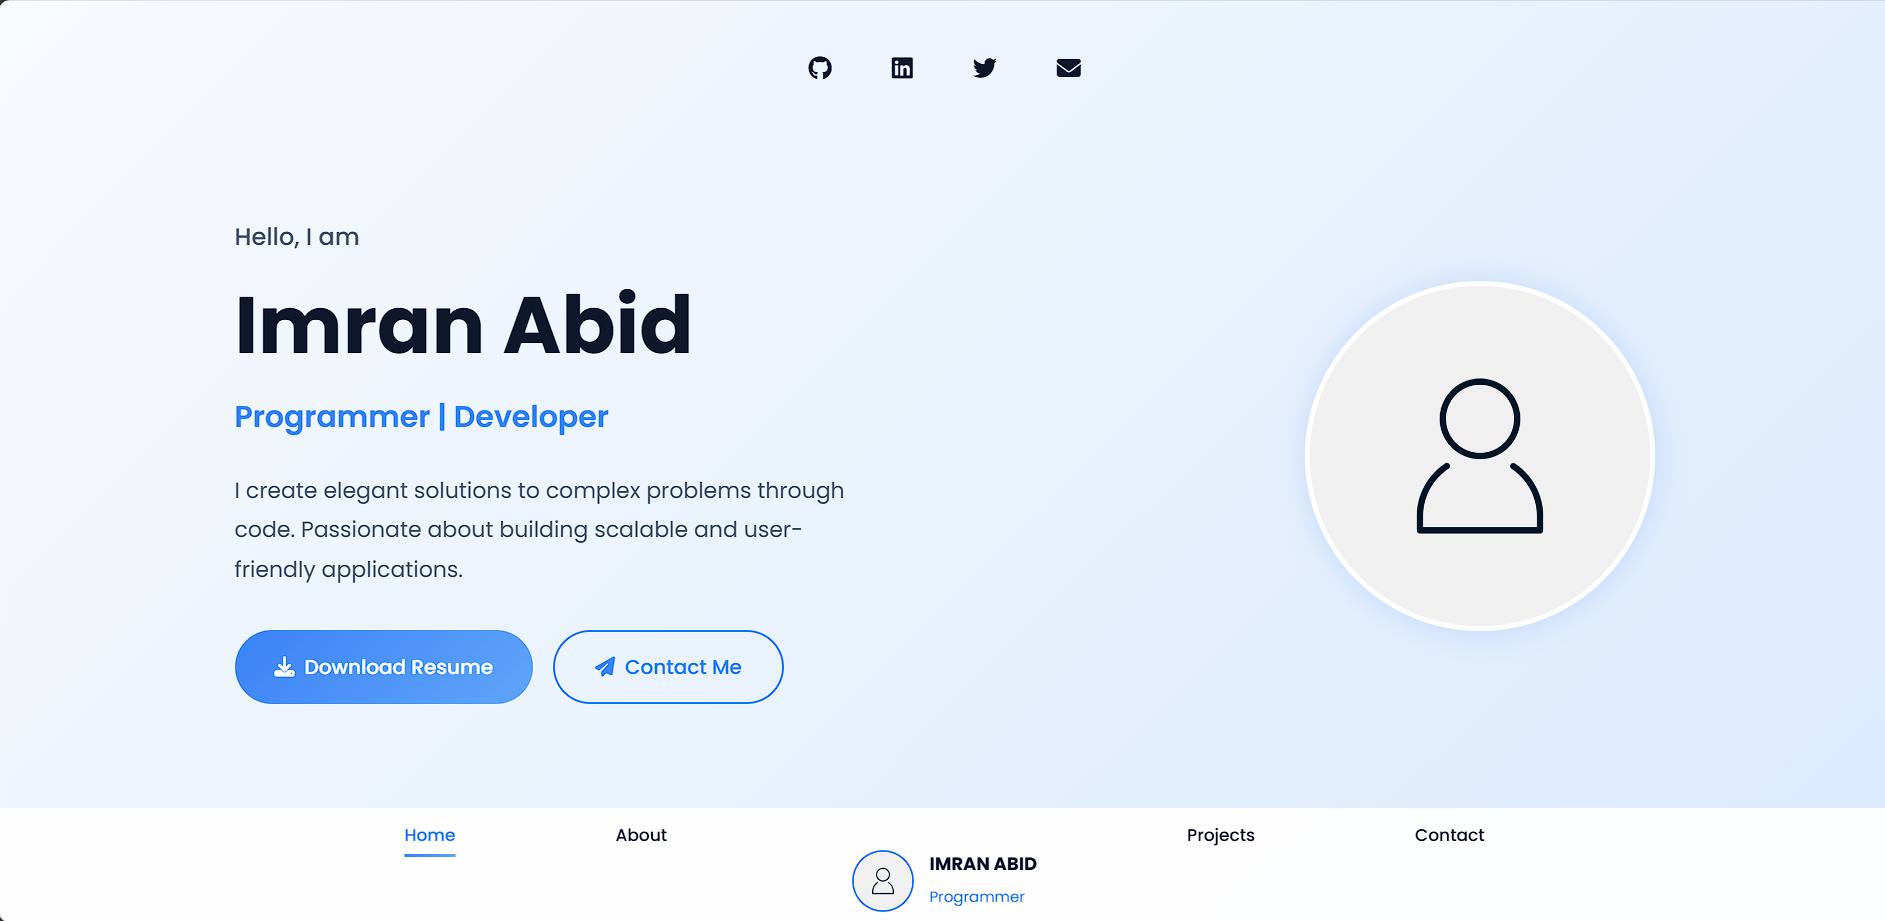 Hello, I am
Imran Abid
Programmer | Developer
I create elegant solutions to complex problems through
code. Passionate about building scalable and user-
friendly applications.
Download Resume
Contact Me
Home
About
Projects
Contact
IMRAN ABID
Programmer